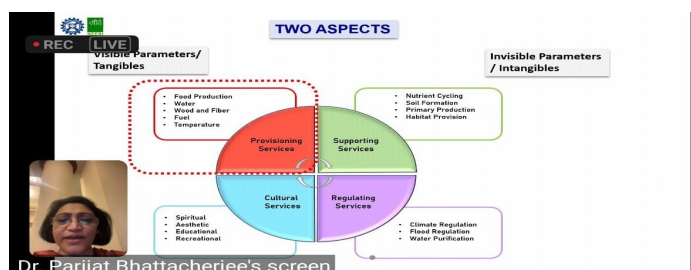 TWO ASPECTS
REC LIVE
Visible Parameters/
Tangibles
Invisible Parameters
/ Intangibles
• Food Production
• Water
• Wood and Fiber
• Fuel
• Temperature
• Nutrient Cycling
• Soil Formation
• Primary Production
• Habitat Provision
Provisioning
Services
Supporting
Services
Cultural
Services
Regulating
Services
• Spiritual
• Aesthetic
• Educational
• Recreational
• Climate Regulation
• Flood Regulation
• Water Purification
Dr. Parijat Bhattacherjee's screen